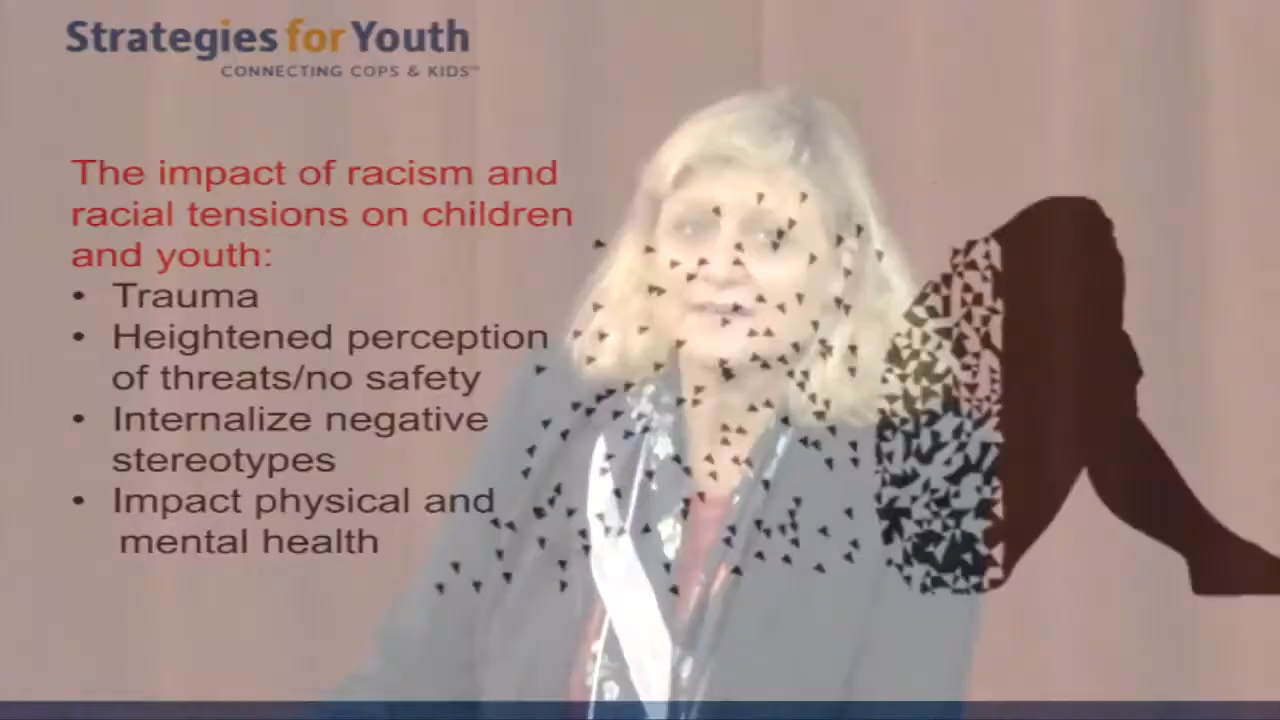 Strategies for Youth
CONNECTING COPS & KIDS™
The impact of racism and
racial tensions on children
and youth:
• Trauma
• Heightened perception
of threats/no safety
• Internalize negative
stereotypes
• Impact physical and
mental health